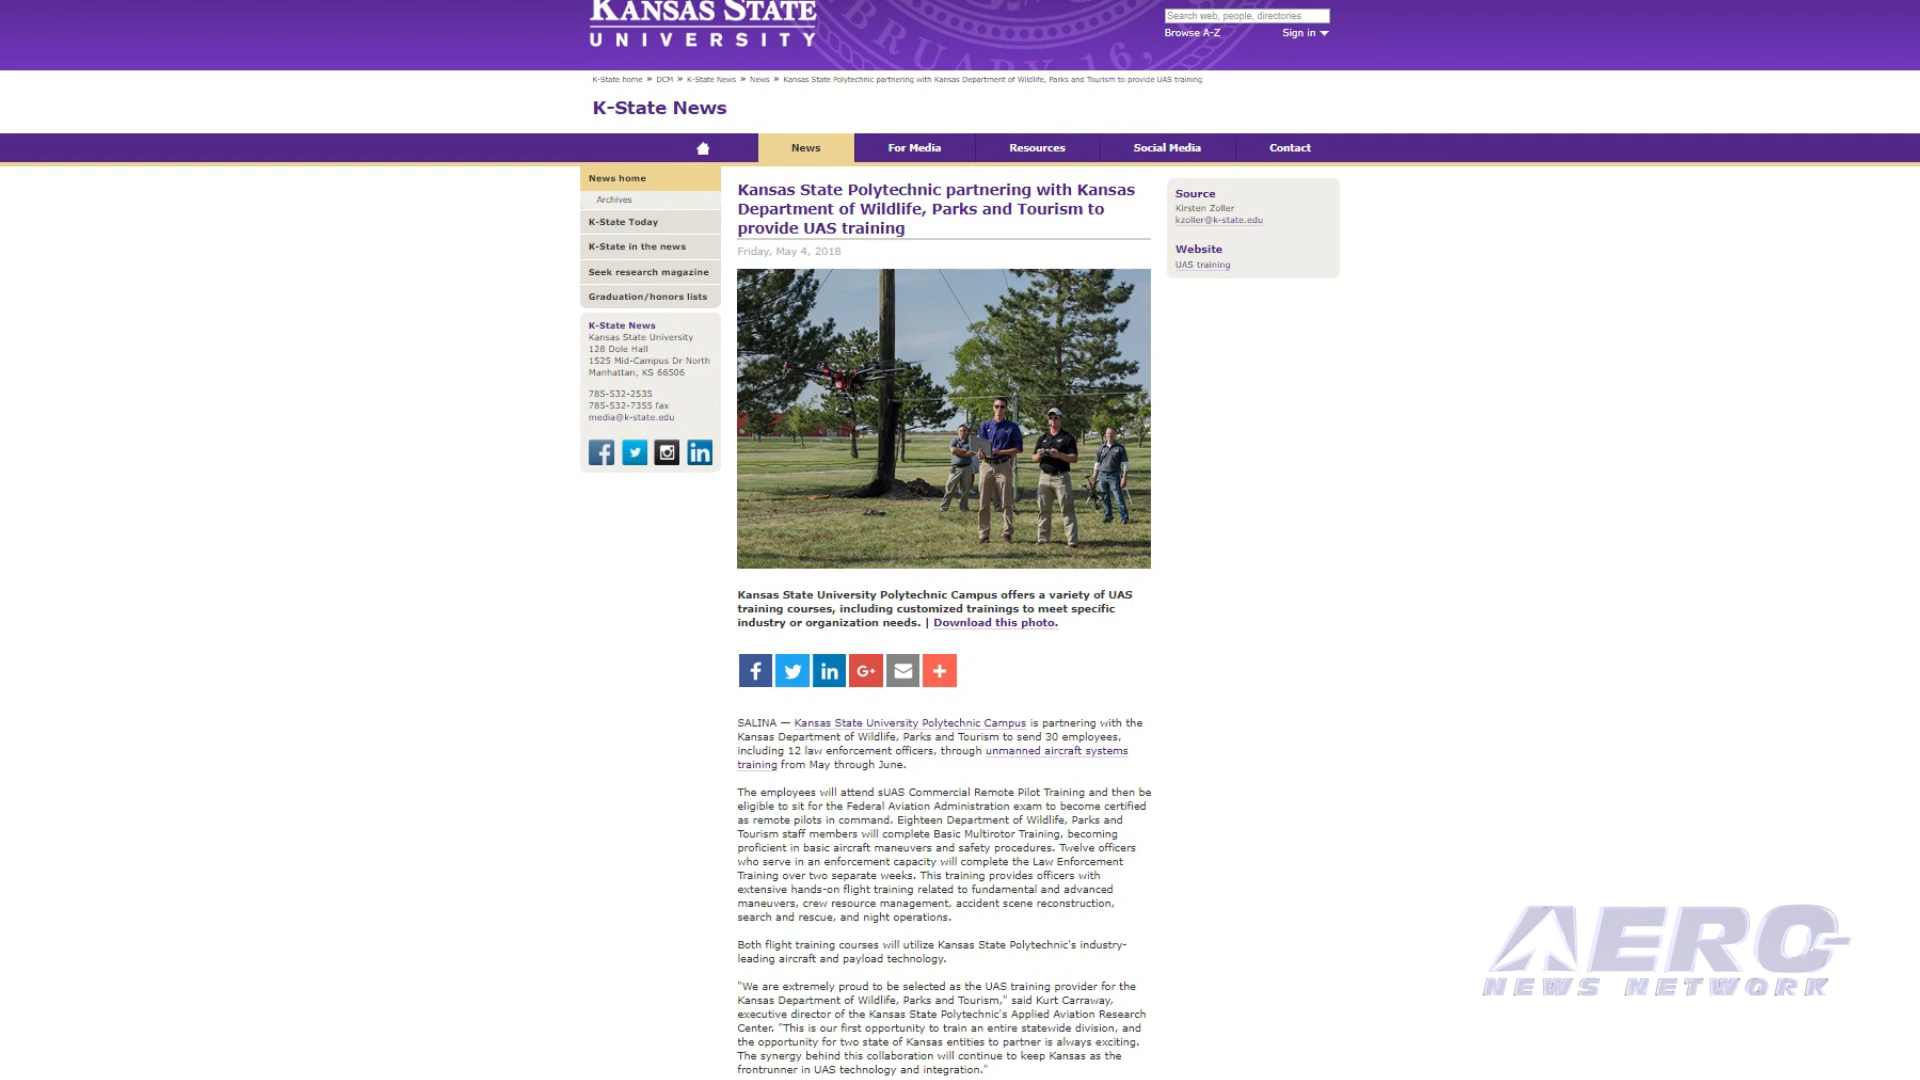 KANSAS STATE
UNIVERSITY
BRUARY 16,
Search web, people, directories
Browse A-Z
Sign in
K-State home » DCM » K-State News » News » Kansas State Polytechnic partnering with Kansas Department of Wildlife, Parks and Tourism to provide UAS training
K-State News
News
For Media
Resources
Social Media
Contact
News home
Archives
K-State Today
K-State in the news
Seek research magazine
Graduation/honors lists
K-State News
Kansas State University
128 Dole Hall
1525 Mid-Campus Dr North
Manhattan, KS 66506
785-532-2535
785-532-7355 fax
media@k-state.edu
Kansas State Polytechnic partnering with Kansas
Department of Wildlife, Parks and Tourism to
provide UAS training
Friday, May 4, 2018
Kansas State University Polytechnic Campus offers a variety of UAS
training courses, including customized trainings to meet specific
industry or organization needs. | Download this photo.
SALINA — Kansas State University Polytechnic Campus is partnering with the
Kansas Department of Wildlife, Parks and Tourism to send 30 employees,
including 12 law enforcement officers, through unmanned aircraft systems
training from May through June.
The employees will attend sUAS Commercial Remote Pilot Training and then be
eligible to sit for the Federal Aviation Administration exam to become certified
as remote pilots in command. Eighteen Department of Wildlife, Parks and
Tourism staff members will complete Basic Multirotor Training, becoming
proficient in basic aircraft maneuvers and safety procedures. Twelve officers
who serve in an enforcement capacity will complete the Law Enforcement
Training over two separate weeks. This training provides officers with
extensive hands-on flight training related to fundamental and advanced
maneuvers, crew resource management, accident scene reconstruction,
search and rescue, and night operations.
Both flight training courses will utilize Kansas State Polytechnic's industry-
leading aircraft and payload technology.
"We are extremely proud to be selected as the UAS training provider for the
Kansas Department of Wildlife, Parks and Tourism," said Kurt Carraway,
executive director of the Kansas State Polytechnic's Applied Aviation Research
Center. "This is our first opportunity to train an entire statewide division, and
the opportunity for two state of Kansas entities to partner is always exciting.
The synergy behind this collaboration will continue to keep Kansas as the
frontrunner in UAS technology and integration."
Source
Kirsten Zoller
kzoller@k-state.edu
Website
UAS training
AERO
NEWS NETWORK